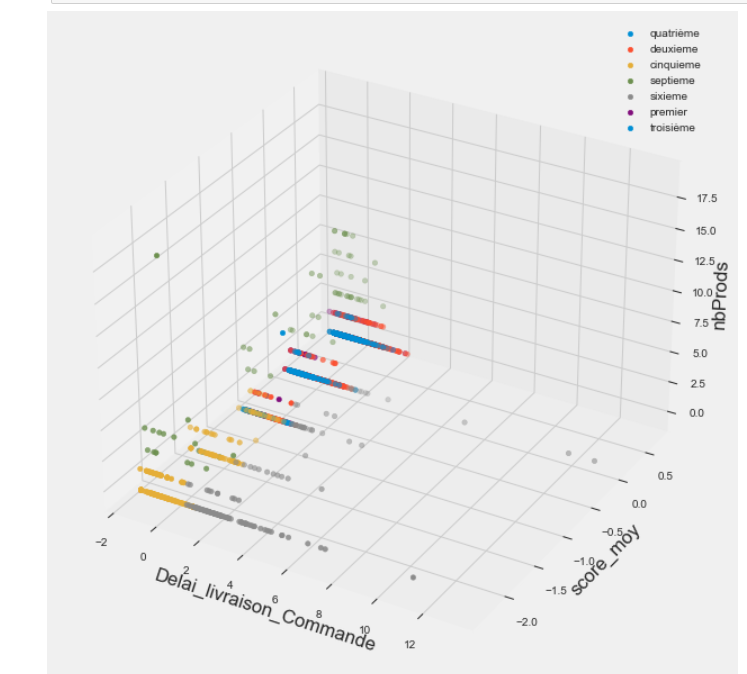 quatrième
deuxieme
cinquieme
septieme
sixieme
premier
troisième
17.5
15.0
12.5
10.0
7.5
5.0
2.5
0.0
nbProds
0.5
0.0
−0.5
−1.0
−1.5
−2.0
score_moy
−2
0
2
4
6
8
10
12
Delai_livraison_Commande